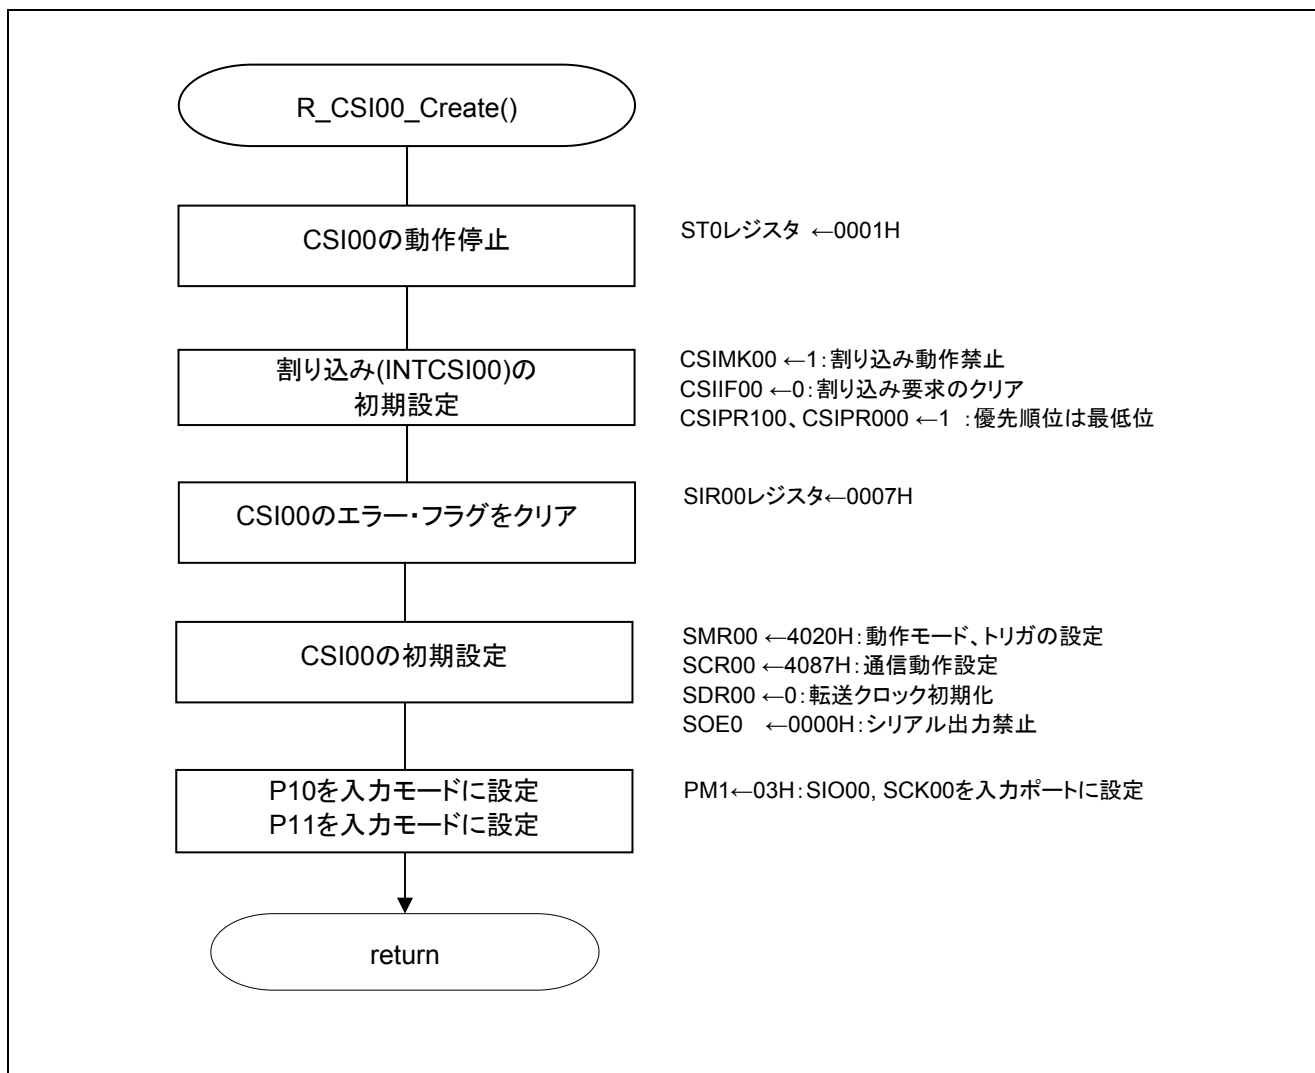 R_CSI00_Create()
CSI00の動作停止
ST0レジスタ ←0001H
割り込み(INTCSI00)の
初期設定
CSIMK00 ←1：割り込み動作禁止
CSIIF00 ←0：割り込み要求のクリア
CSIPR100、CSIPR000 ←1 ：優先順位は最低位
CSI00のエラー・フラグをクリア
SIR00レジスタ←0007H
CSI00の初期設定
SMR00 ←4020H：動作モード、トリガの設定
SCR00 ←4087H：通信動作設定
SDR00 ←0：転送クロック初期化
SOE0 ←0000H：シリアル出力禁止
P10を入力モードに設定
P11を入力モードに設定
PM1←03H：SIO00, SCK00を入力ポートに設定
return